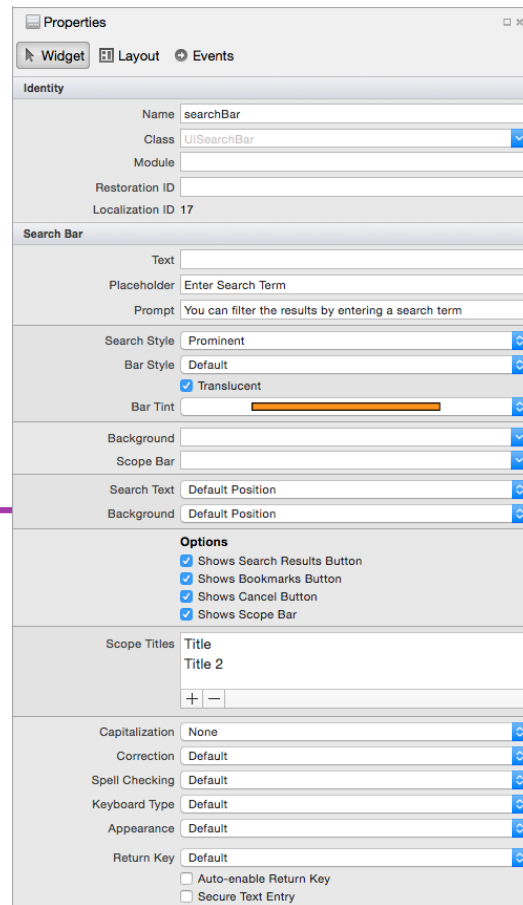 Properties
Widget Layout Events
Identity
Name searchBar
Class UISearchBar
Module
Restoration ID
Localization ID 17
Search Bar
Text
Placeholder Enter Search Term
Prompt You can filter the results by entering a search term
Search Style Prominent
Bar Style Default
Translucent
Bar Tint
Background
Scope Bar
Search Text Default Position
Background Default Position
Options
Shows Search Results Button
Shows Bookmarks Button
Shows Cancel Button
Shows Scope Bar
Scope Titles Title
Title 2
+ −
Capitalization None
Correction Default
Spell Checking Default
Keyboard Type Default
Appearance Default
Return Key Default
Auto-enable Return Key
Secure Text Entry